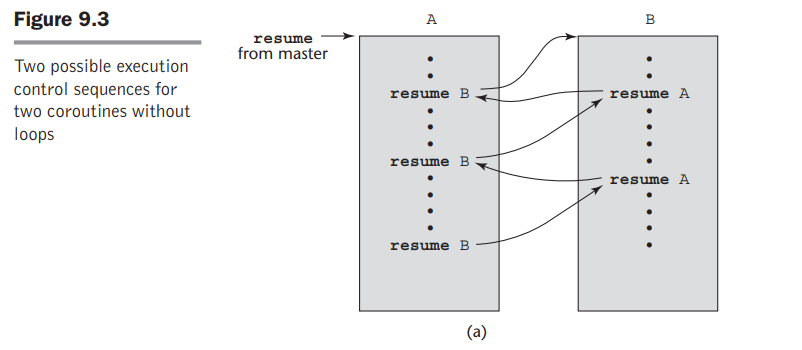 Figure 9.3
Two possible execution
control sequences for
two coroutines without
loops
resume
from master
A
B
resume B
resume A
resume B
resume A
resume B
(a)